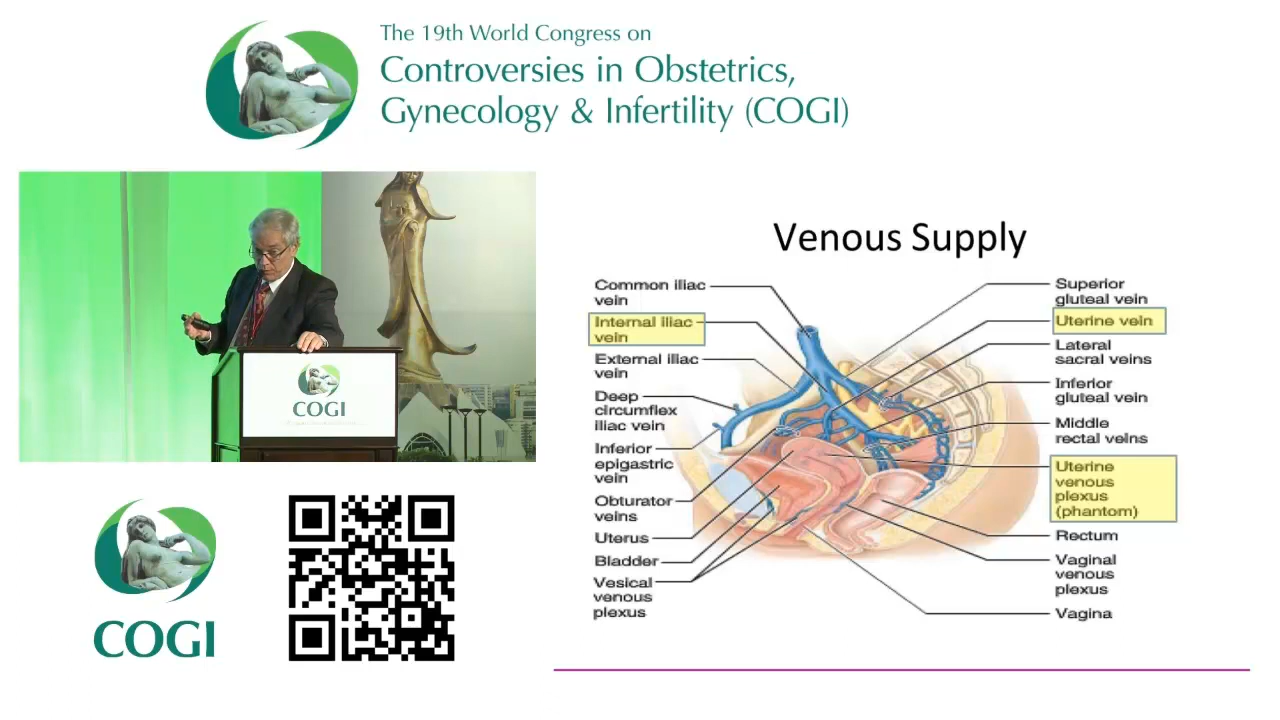 The 19th World Congress on
Controversies in Obstetrics,
Gynecology & Infertility (COGI)
COGI
COGI
Venous Supply
Common iliac
vein
Internal iliac
vein
External iliac
vein
Deep
circumflex
iliac vein
Inferior
epigastric
vein
Obturator
veins
Uterus
Bladder
Vesical
venous
plexus
Superior
gluteal vein
Uterine vein
Lateral
sacral veins
Inferior
gluteal vein
Middle
rectal veins
Uterine
venous
plexus
(phantom)
Rectum
Vaginal
venous
plexus
Vagina